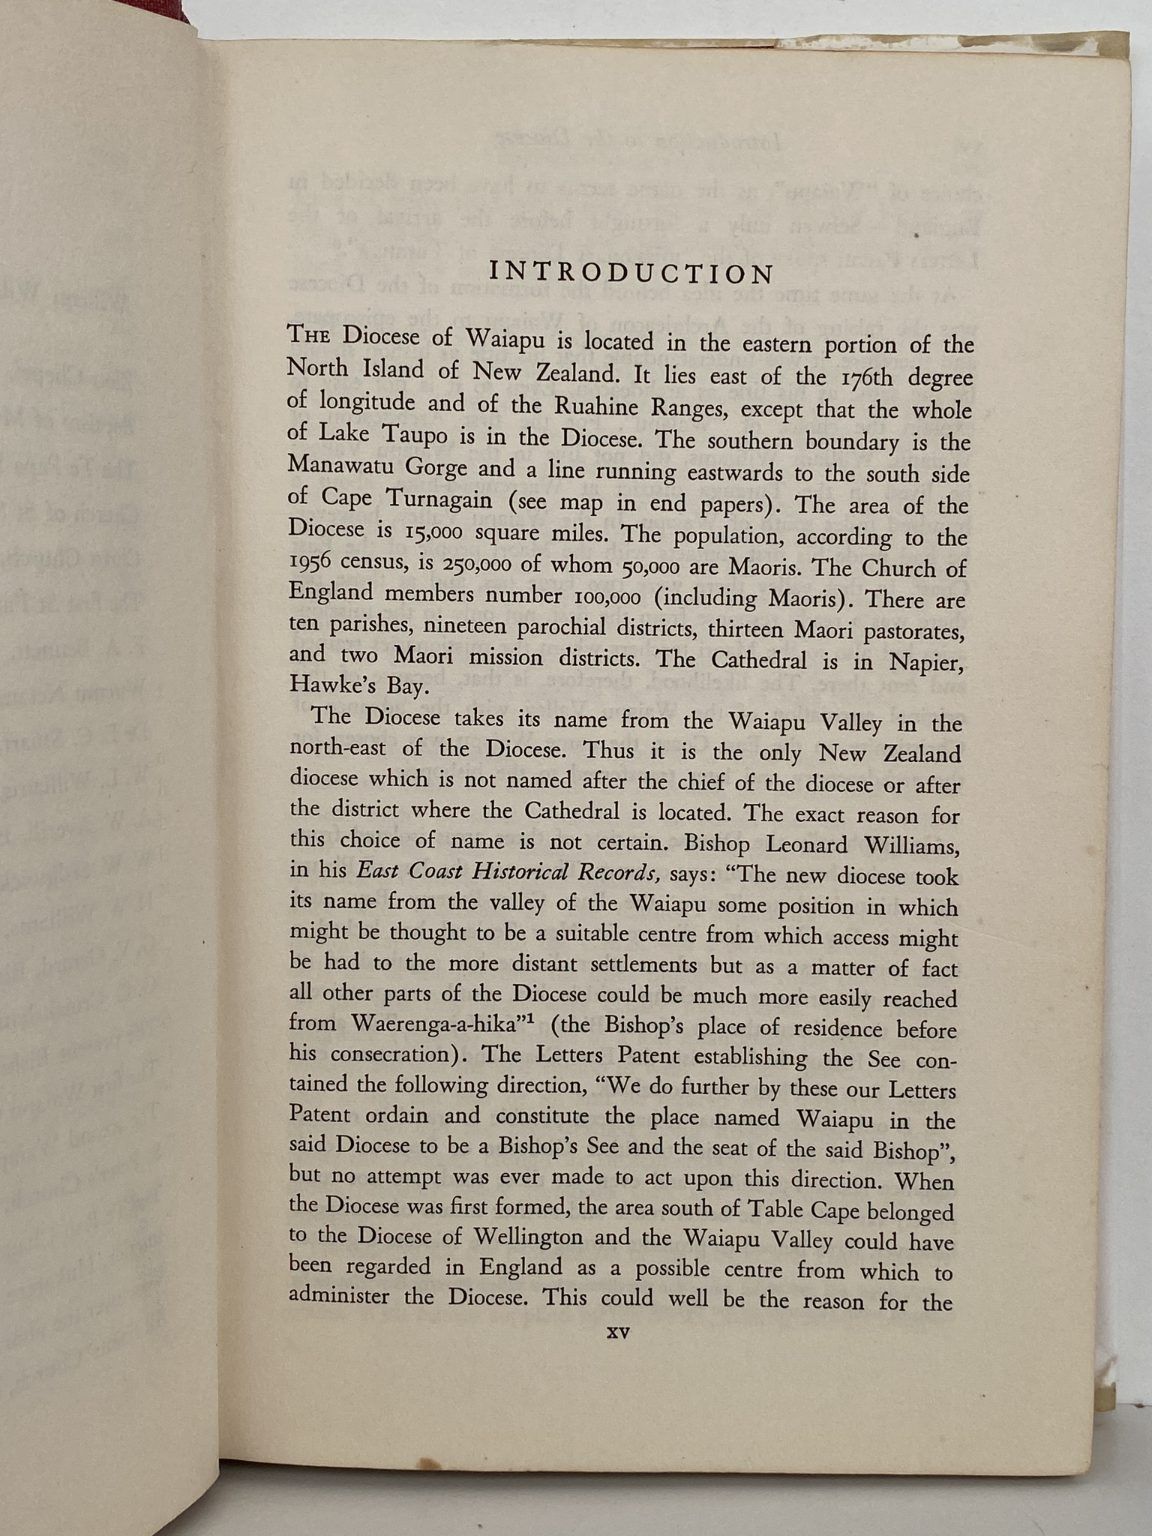 INTRODUCTION
THE Diocese of Waiapu is located in the eastern portion of the
North Island of New Zealand. It lies east of the 176th degree
of longitude and of the Ruahine Ranges, except that the whole
of Lake Taupo is in the Diocese. The southern boundary is the
Manawatu Gorge and a line running eastwards to the south side
of Cape Turnagain (see map in end papers). The area of the
Diocese is 15,000 square miles. The population, according to the
1956 census, is 250,000 of whom 50,000 are Maoris. The Church of
England members number 100,000 (including Maoris). There are
ten parishes, nineteen parochial districts, thirteen Maori pastorates,
and two Maori mission districts. The Cathedral is in Napier,
Hawke's Bay.
The Diocese takes its name from the Waiapu Valley in the
north-east of the Diocese. Thus it is the only New Zealand
diocese which is not named after the chief of the diocese or after
the district where the Cathedral is located. The exact reason for
this choice of name is not certain. Bishop Leonard Williams,
in his East Coast Historical Records, says: “The new diocese took
its name from the valley of the Waiapu some position in which
might be thought to be a suitable centre from which access might
be had to the more distant settlements but as a matter of fact
all other parts of the Diocese could be much more easily reached
from Waerenga-a-hika”¹ (the Bishop's place of residence before
his consecration). The Letters Patent establishing the See con-
tained the following direction, “We do further by these our Letters
Patent ordain and constitute the place named Waiapu in the
said Diocese to be a Bishop's See and the seat of the said Bishop”,
but no attempt was ever made to act upon this direction. When
the Diocese was first formed, the area south of Table Cape belonged
to the Diocese of Wellington and the Waiapu Valley could have
been regarded in England as a possible centre from which to
administer the Diocese. This could well be the reason for the
xv